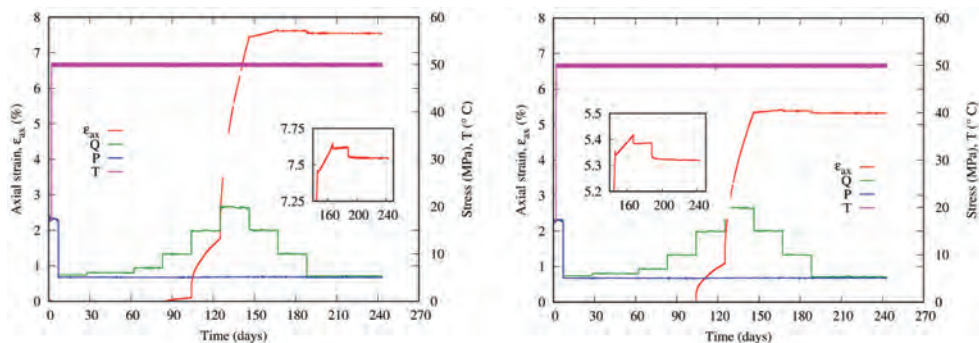 8
7
6
5
4
3
2
1
0
Axial strain, εax (%)
εax
Q
P
T
7.75
7.5
7.25
160 200 240
60
50
40
30
20
10
0
Stress (MPa), T (° C)
0 30 60 90 120 150 180 210 240 270
Time (days)
8
7
6
5
4
3
2
1
0
Axial strain, εax (%)
5.5
5.4
5.3
5.2
160 200 240
εax
Q
P
T
60
50
40
30
20
10
0
Stress (MPa), T (° C)
0 30 60 90 120 150 180 210 240 270
Time (days)